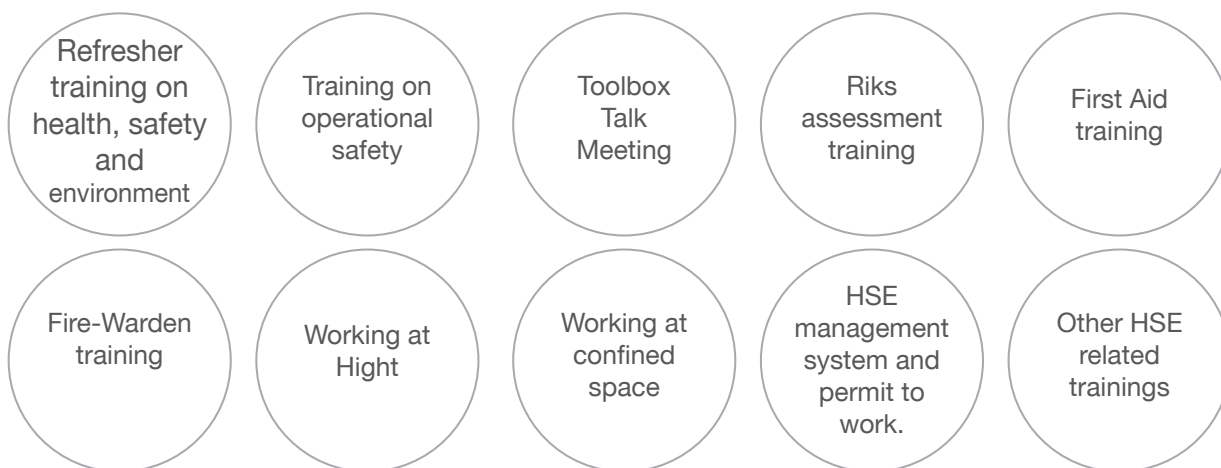 Refresher
training on
health, safety
and
environment
Training on
operational
safety
Toolbox
Talk
Meeting
Riks
assessment
training
First Aid
training
Fire-Warden
training
Working at
Hight
Working at
confined
space
HSE
management
system and
permit to
work.
Other HSE
related
trainings